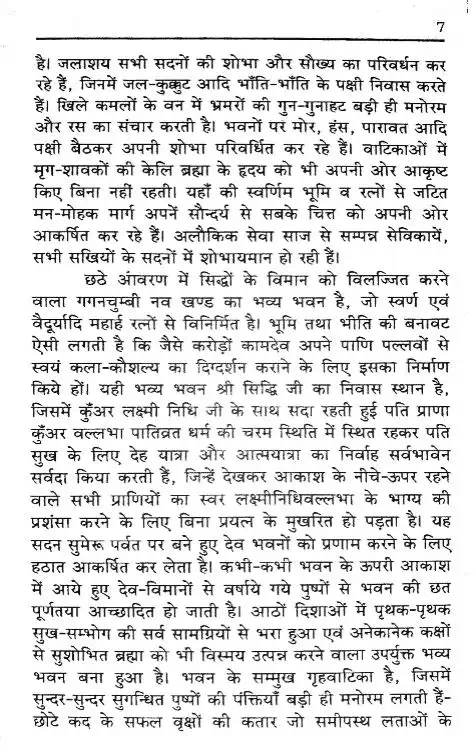 7
है। जलाशय सभी सदनों की शोभा और सौख्य का परिवर्धन कर
रहे हैं, जिनमें जल-कुक्कुट आदि भाँति-भाँति के पक्षी निवास करते
हैं। खिले कमलों के वन में भ्रमरों की गुन-गुनाहट बड़ी ही मनोरम
और रस का संचार करती है। भवनों पर मोर, हंस, पारावत आदि
पक्षी बैठकर अपनी शोभा परिवर्धित कर रहे हैं। वाटिकाओं में
मृग-शावकों की केलि ब्रह्मा के हृदय को भी अपनी ओर आकृष्ट
किए बिना नहीं रहती। यहाँ की स्वर्णिम भूमि व रत्नों से जटित
मन-मोहक मार्ग अपनें सौन्दर्य से सबके चित्त को अपनी ओर
आकर्षित कर रहे हैं। अलौकिक सेवा साज से सम्पन्न सेविकायें,
सभी सखियों के सदनों में शोभायमान हो रही हैं।
छठे आंवरण में सिद्धों के विमान को विलज्जित करने
वाला गगनचुम्बी नव खण्ड का भव्य भवन है, जो स्वर्ण एवं
वैदूर्यादि महार्ह रत्नों से विनिर्मित है। भूमि तथा भीति की बनावट
ऐसी लगती है कि जैसे करोड़ों कामदेव अपने पाणि पल्लवों से
स्वयं कला-कौशल्य का दिग्दर्शन कराने के लिए इसका निर्माण
किये हों। यही भव्य भवन श्री सिद्धि जी का निवास स्थान है,
जिसमें कुँअर लक्ष्मी निधि जी के साथ सदा रहती हुई पति प्राणा
कुँअर वल्लभा पातिव्रत धर्म की चरम स्थिति में स्थित रहकर पति
सुख के लिए देह यात्रा और आत्मयात्रा का निर्वाह सर्वभावेन
सर्वदा किया करती हैं, जिन्हें देखकर आकाश के नीचे-ऊपर रहने
वाले सभी प्राणियों का स्वर लक्ष्मीनिधिवल्लभा के भाग्य की
प्रशंसा करने के लिए बिना प्रयत्न के मुखरित हो पड़ता है। यह
सदन सुमेरू पर्वत पर बने हुए देव भवनों को प्रणाम करने के लिए
हठात आकर्षित कर लेता है। कभी-कभी भवन के ऊपरी आकाश
में आये हुए देव-विमानों से वर्षाये गये पुष्पों से भवन की छत
पूर्णतया आच्छादित हो जाती है। आठों दिशाओं में पृथक-पृथक
सुख-सम्भोग की सर्व सामग्रियों से भरा हुआ एवं अनेकानेक कक्षों
से सुशोभित ब्रह्मा को भी विस्मय उत्पन्न करने वाला उपर्युक्त भव्य
भवन बना हुआ है। भवन के सम्मुख गृहवाटिका है, जिसमें
सुन्दर-सुन्दर सुगन्धित पुष्पों की पंक्तियाँ बड़ी ही मनोरम लगती हैं-
छोटे कद के सफल वृक्षों की कतार जो समीपस्थ लताओं के